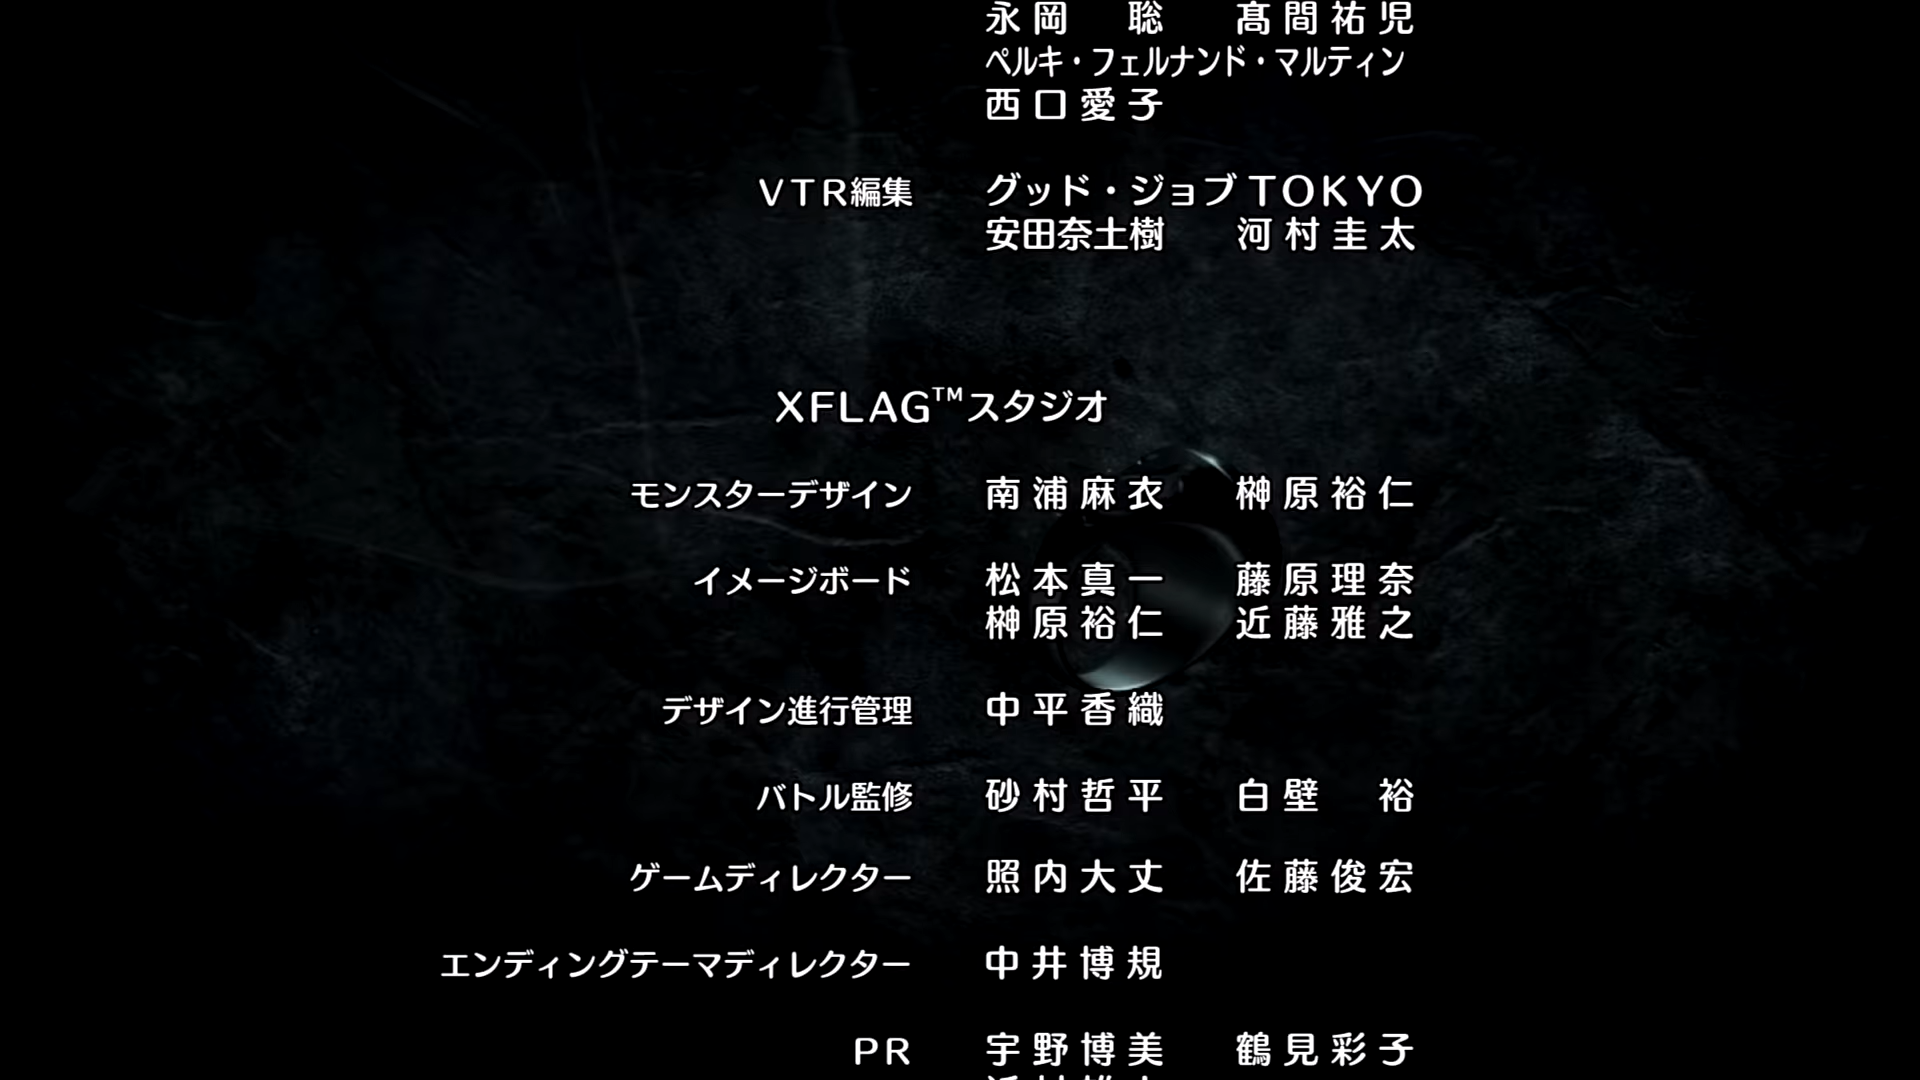 永岡 聡 髙間祐児
ペルキ・フェルナンド・マルティン
西口愛子
VTR編集 グッド・ジョブTOKYO
安田奈土樹 河村圭太
XFLAG™スタジオ
モンスターデザイン 南浦麻衣 榊原裕仁
イメージボード 松本真一 藤原理奈
榊原裕仁 近藤雅之
デザイン進行管理 中平香織
バトル監修 砂村哲平 白壁 裕
ゲームディレクター 照内大丈 佐藤俊宏
エンディングテーマディレクター 中井博規
PR 宇野博美 鶴見彩子